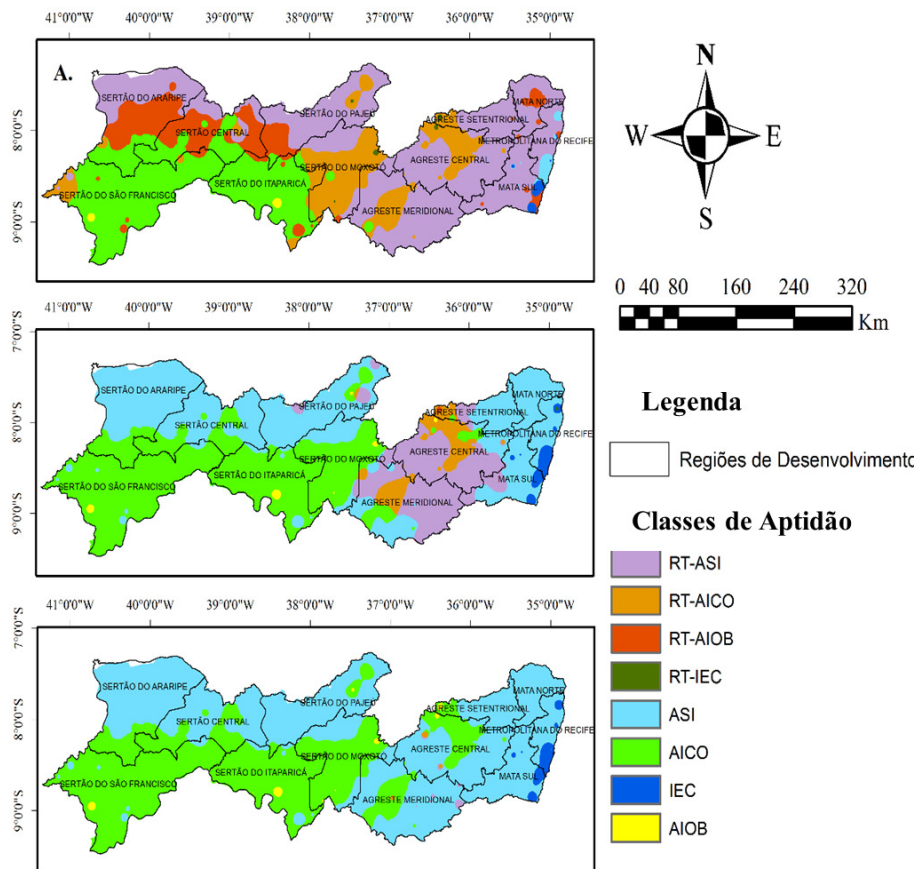 41°0'0"W 40°0'0"W 39°0'0"W 38°0'0"W 37°0'0"W 36°0'0"W 35°0'0"W
A.
SERTÃO DO ARARIPE
SERTÃO DO PAJEÚ
MATA NORTE
AGRESTE SETENTRIONAL
8°0'0"S
SERTÃO CENTRAL
METROPOLITANA DO RECIFE
SERTÃO DO MOXOTÓ
AGRESTE CENTRAL
SERTÃO DO ITAPARICÁ
MATA SUL
SERTÃO DO SÃO FRANCISCO
AGRESTE MERIDIONAL
9°0'0"S
41°0'0"W 40°0'0"W 39°0'0"W 38°0'0"W 37°0'0"W 36°0'0"W 35°0'0"W
7°0'0"S
SERTÃO DO ARARIPE
SERTÃO DO PAJEÚ
MATA NORTE
AGRESTE SETENTRIONAL
8°0'0"S
SERTÃO CENTRAL
METROPOLITANA DO RECIFE
SERTÃO DO MOXOTÓ
AGRESTE CENTRAL
SERTÃO DO ITAPARICÁ
MATA SUL
SERTÃO DO SÃO FRANCISCO
AGRESTE MERIDIONAL
9°0'0"S
41°0'0"W 40°0'0"W 39°0'0"W 38°0'0"W 37°0'0"W 36°0'0"W 35°0'0"W
7°0'0"S
SERTÃO DO ARARIPE
SERTÃO DO PAJEÚ
MATA NORTE
AGRESTE SETENTRIONAL
8°0'0"S
SERTÃO CENTRAL
METROPOLITANA DO RECIFE
SERTÃO DO MOXOTÓ
AGRESTE CENTRAL
SERTÃO DO ITAPARICÁ
MATA SUL
SERTÃO DO SÃO FRANCISCO
AGRESTE MERIDIONAL
9°0'0"S
N
W E
S
0 40 80 160 240 320
Km
Legenda
Regiões de Desenvolvimento
Classes de Aptidão
RT-ASI
RT-AICO
RT-AIOB
RT-IEC
ASI
AICO
IEC
AIOB